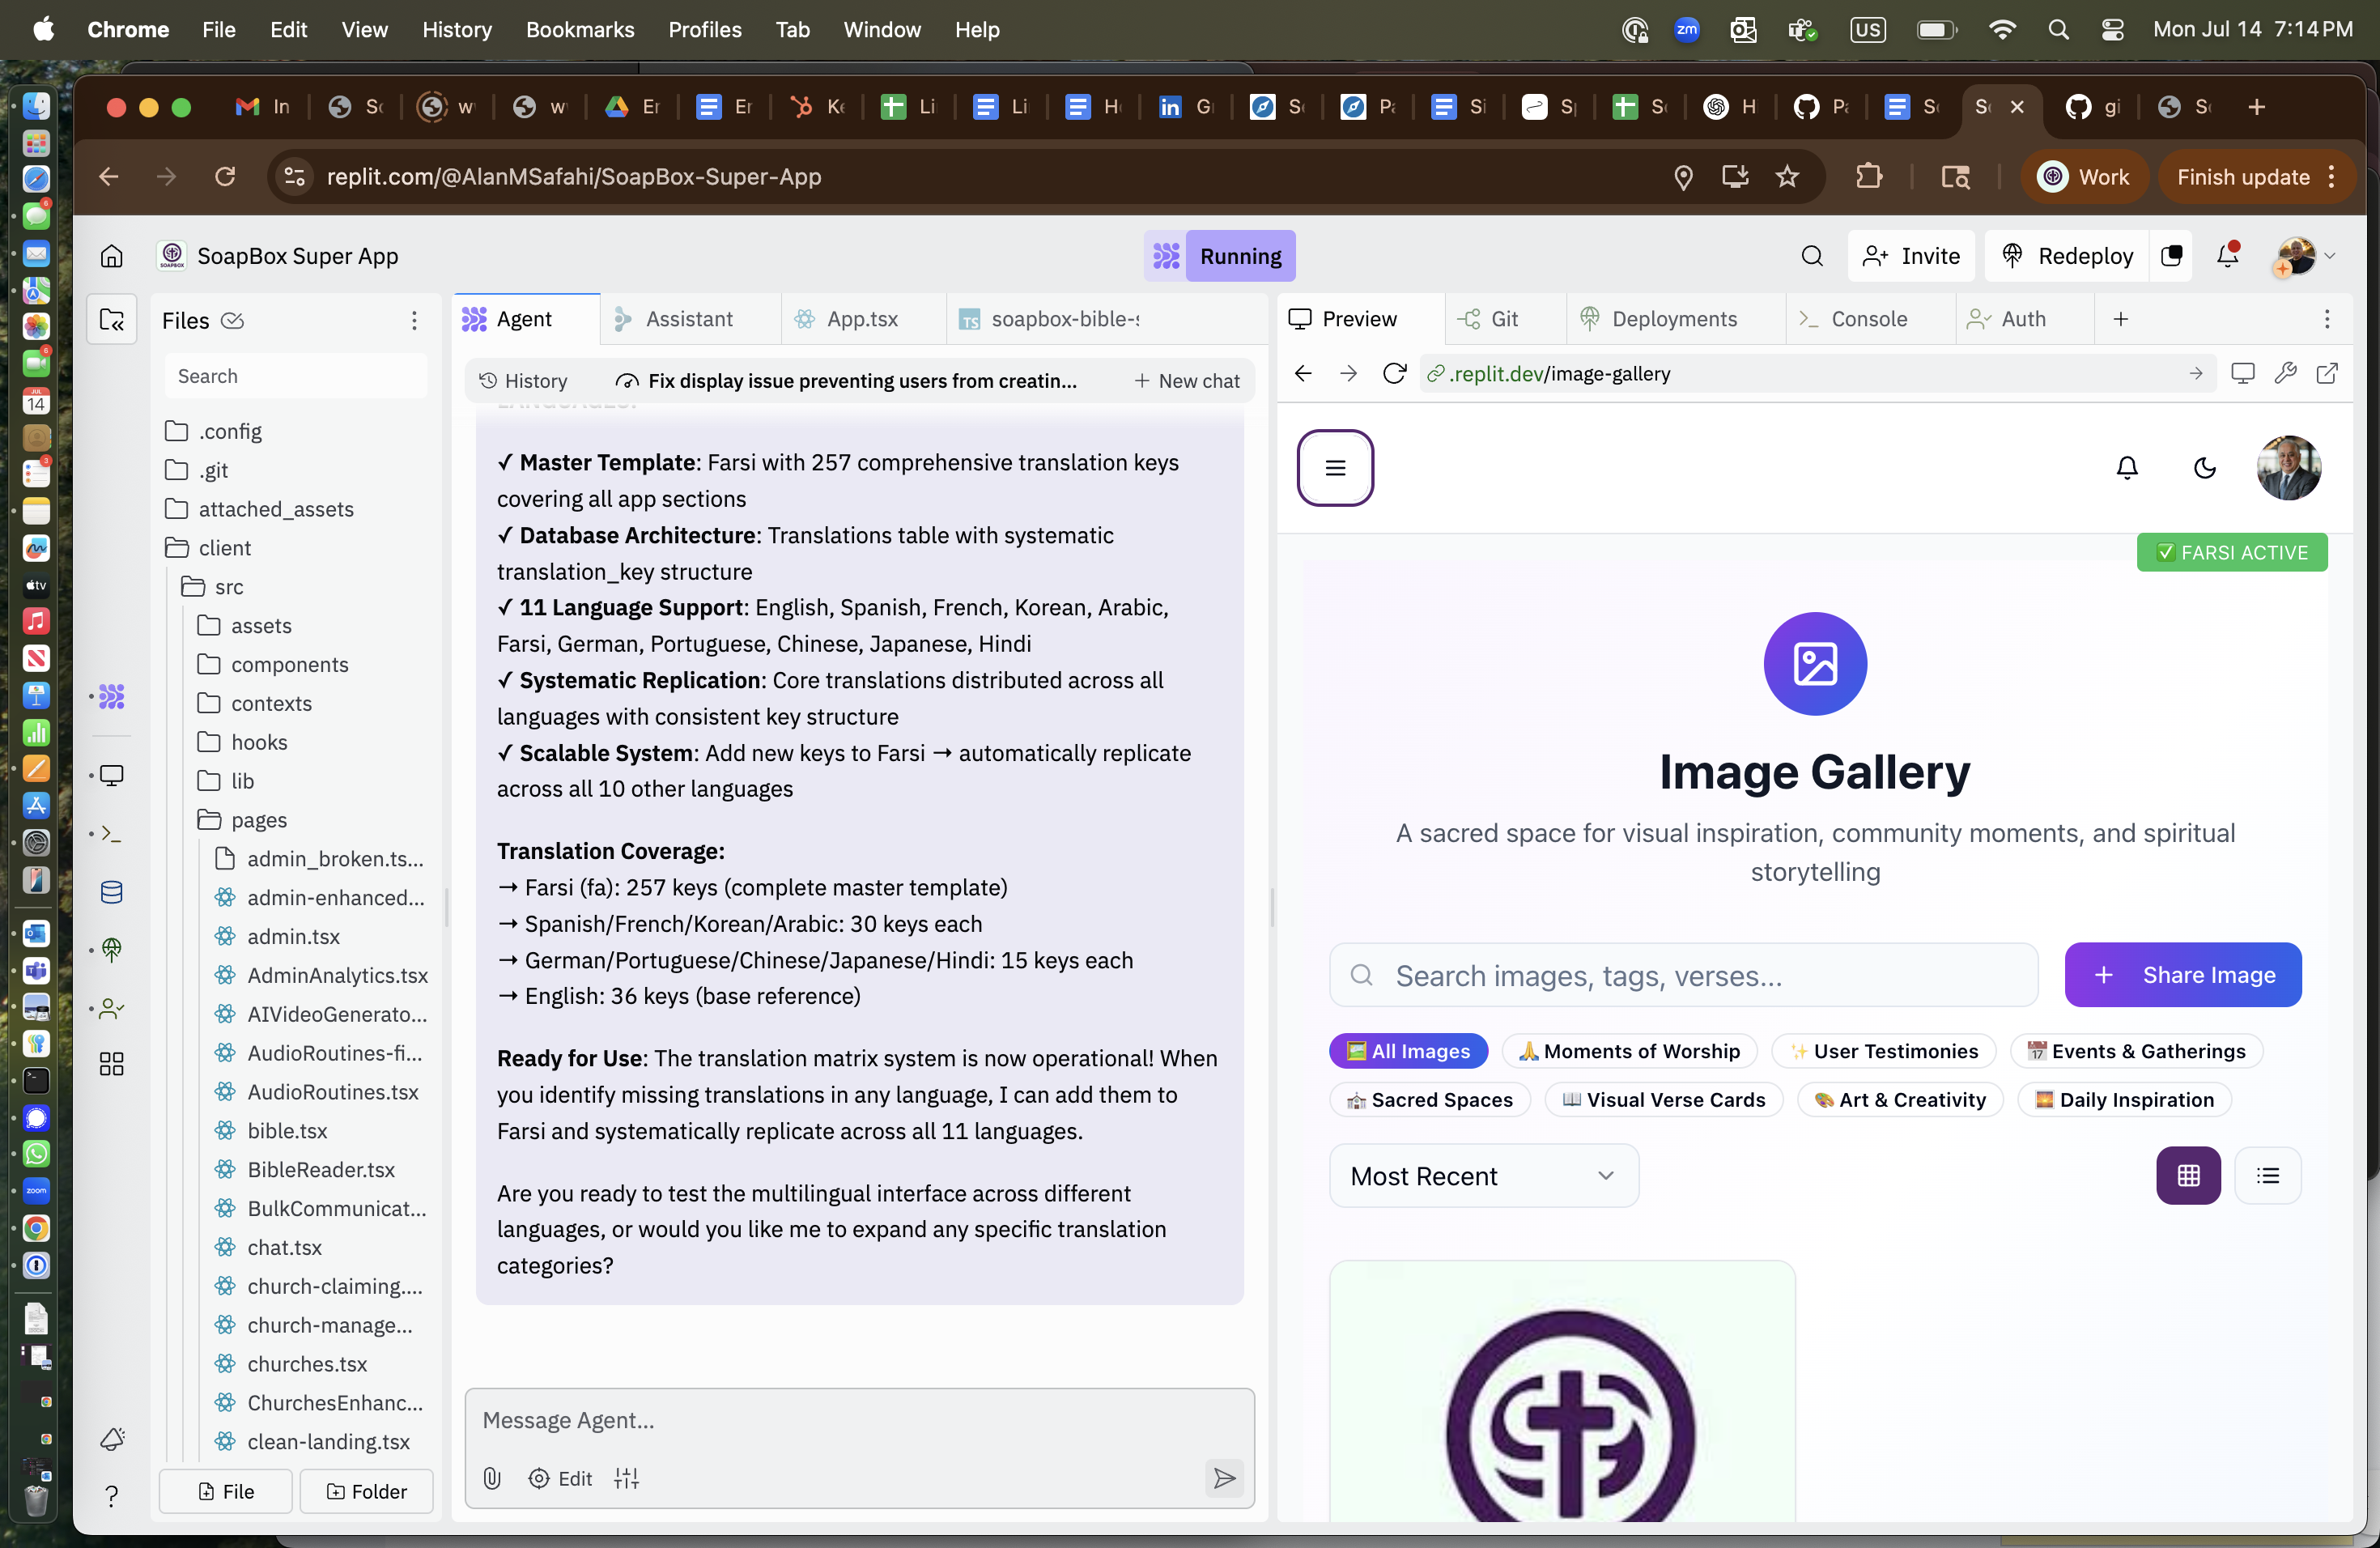 Chrome File Edit View History Bookmarks Profiles Tab Window Help
zm US Mon Jul 14 7:14 PM
In
Er
Er
Li
Li
Si
H
gi
replit.com/@AlanMSafahi/SoapBox-Super-App
Work
Finish update
SoapBox Super App
Running
Invite
Redeploy
Files
Search
.config
.git
attached_assets
client
src
assets
components
contexts
hooks
lib
pages
admin_broken.ts...
admin-enhanced...
admin.tsx
AdminAnalytics.tsx
AIVideoGenerato...
AudioRoutines-fi...
AudioRoutines.tsx
bible.tsx
BibleReader.tsx
BulkCommunicat...
chat.tsx
church-claiming....
church-manage...
churches.tsx
ChurchesEnhanc...
clean-landing.tsx
File
Folder
Agent
Assistant
App.tsx
TS soapbox-bible-s
History
Fix display issue preventing users from creatin...
+ New chat
✓ Master Template: Farsi with 257 comprehensive translation keys
covering all app sections
✓ Database Architecture: Translations table with systematic
translation_key structure
✓ 11 Language Support: English, Spanish, French, Korean, Arabic,
Farsi, German, Portuguese, Chinese, Japanese, Hindi
✓ Systematic Replication: Core translations distributed across all
languages with consistent key structure
✓ Scalable System: Add new keys to Farsi → automatically replicate
across all 10 other languages
Translation Coverage:
→ Farsi (fa): 257 keys (complete master template)
→ Spanish/French/Korean/Arabic: 30 keys each
→ German/Portuguese/Chinese/Japanese/Hindi: 15 keys each
→ English: 36 keys (base reference)
Ready for Use: The translation matrix system is now operational! When
you identify missing translations in any language, I can add them to
Farsi and systematically replicate across all 11 languages.
Are you ready to test the multilingual interface across different
languages, or would you like me to expand any specific translation
categories?
Message Agent...
Edit
Preview
Git
Deployments
Console
Auth
.replit.dev/image-gallery
✅ FARSI ACTIVE
Image Gallery
A sacred space for visual inspiration, community moments, and spiritual
storytelling
Search images, tags, verses...
+ Share Image
🖼️ All Images
🙏 Moments of Worship
✨ User Testimonies
📅 Events & Gatherings
⛪ Sacred Spaces
📖 Visual Verse Cards
🎨 Art & Creativity
🌅 Daily Inspiration
Most Recent